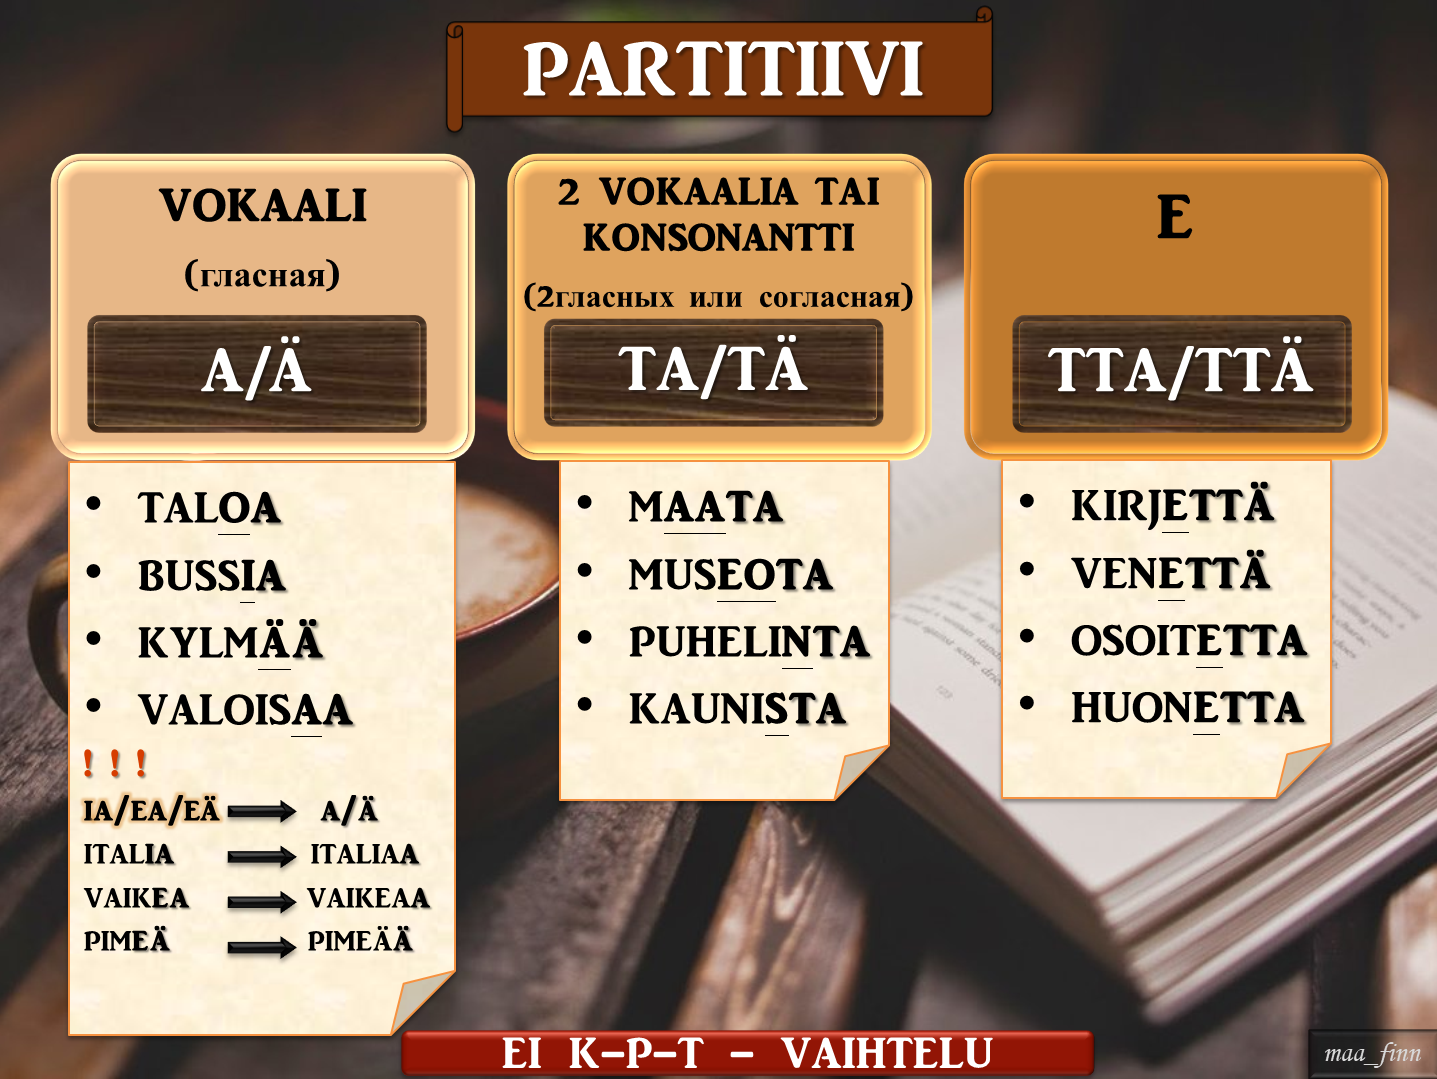 PARTITIIVI
VOKAALI
(гласная)
A/Ä
• TALOA
• BUSSIA
• KYLMÄÄ
• VALOISAA
! ! !
IA/EA/EÄ → A/Ä
ITALIA → ITALIAA
VAIKEA → VAIKEAA
PIMEÄ → PIMEÄÄ
2 VOKAALIA TAI
KONSONANTTI
(2гласных или согласная)
TA/TÄ
• MAATA
• MUSEOTA
• PUHELINTA
• KAUNISTA
E
TTA/TTÄ
• KIRJETTÄ
• VENETTÄ
• OSOITETTA
• HUONETTA
EI K-P-T - VAIHTELU
maa_finn